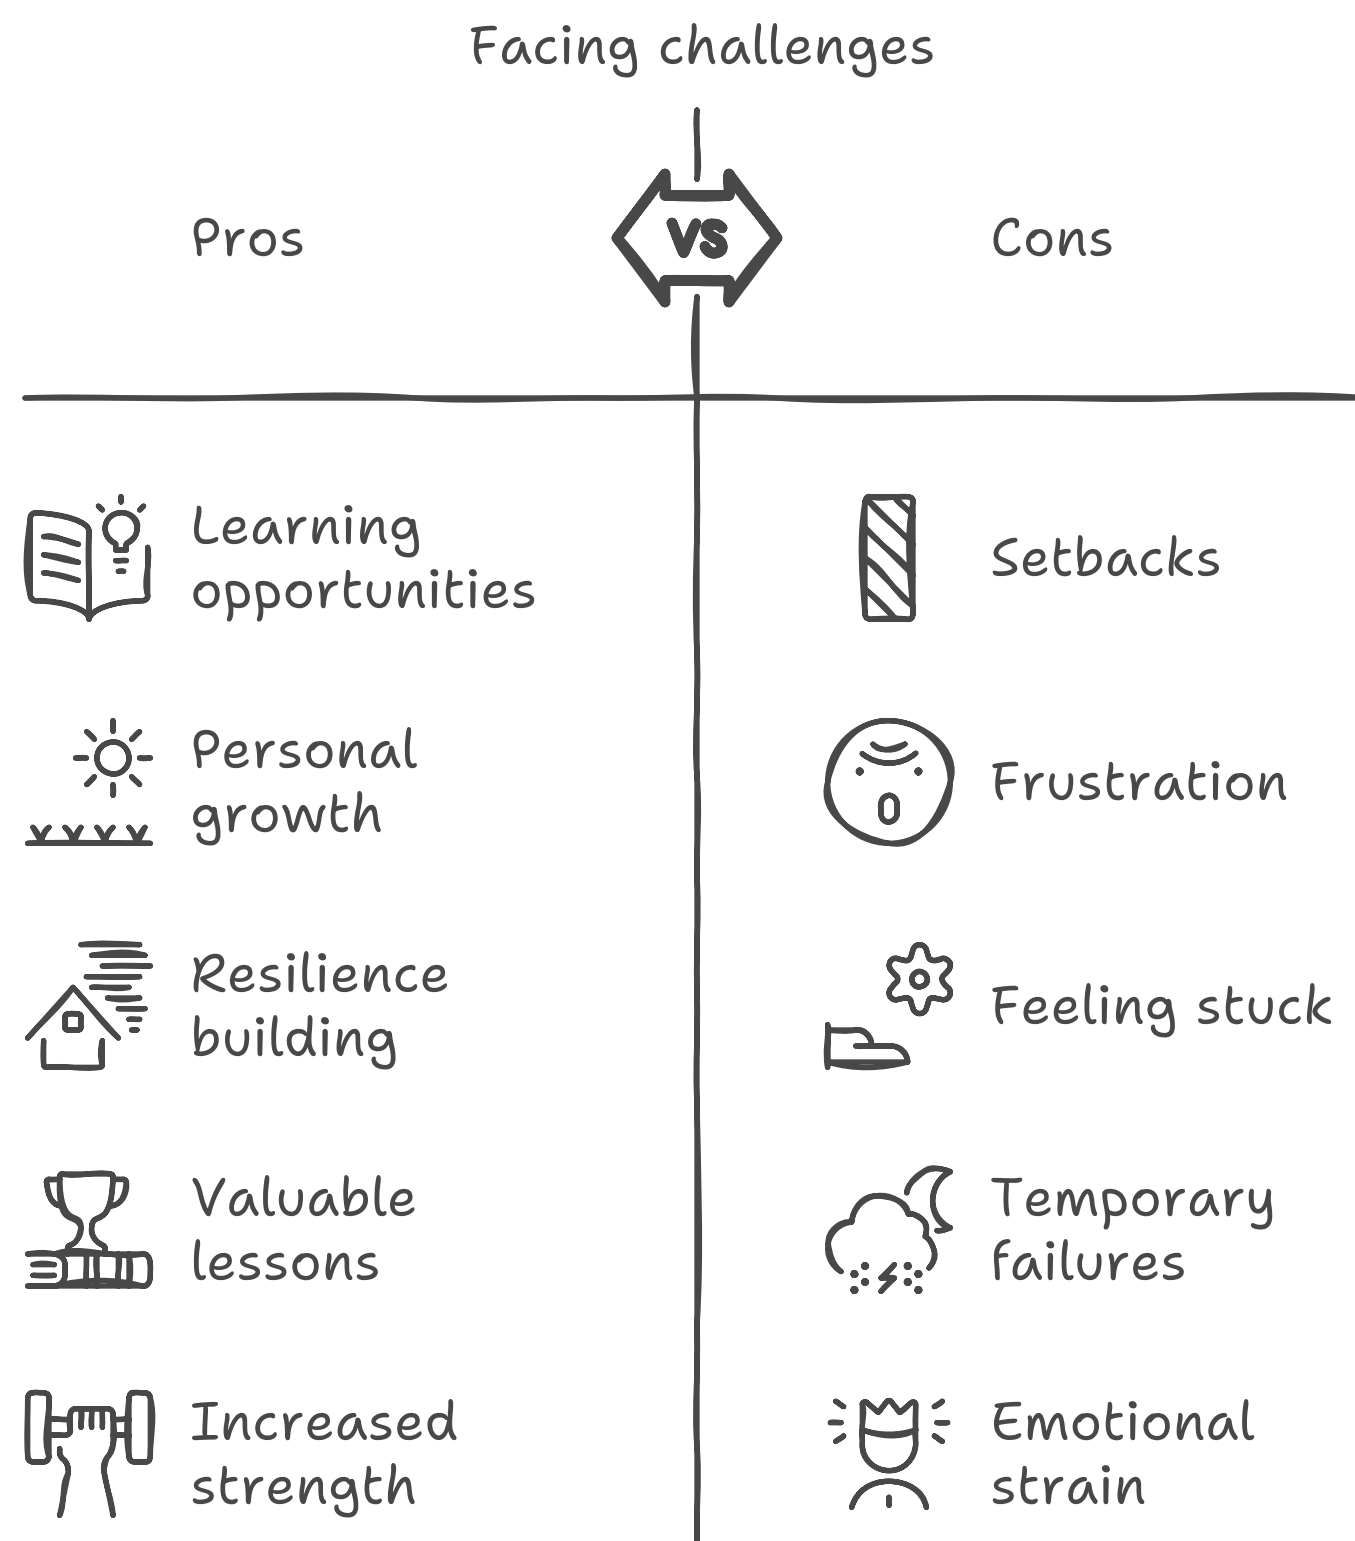 Facing challenges
Pros
VS
Cons
Learning
opportunities
Setbacks
Personal
growth
Frustration
Resilience
building
Feeling stuck
Valuable
lessons
Temporary
failures
Increased
strength
Emotional
strain